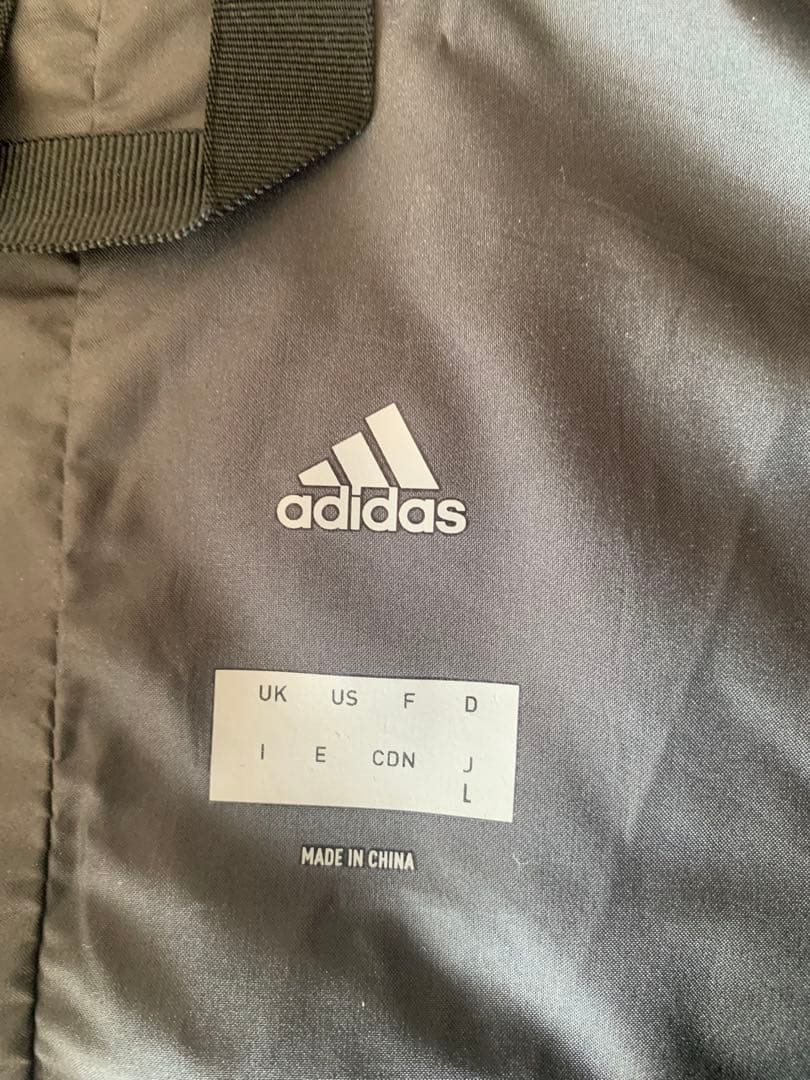 adidas
UK US F D
I E CDN J
L
MADE IN CHINA